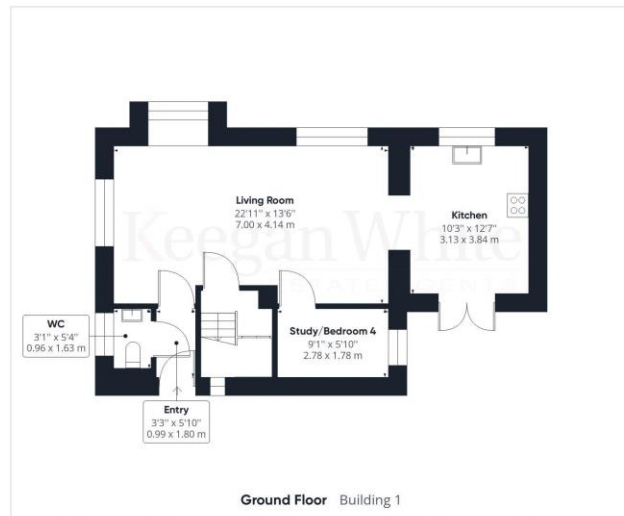 Living Room
22'11" x 13'6"
7.00 x 4.14 m
Kitchen
10'3" x 12'7"
3.13 x 3.84 m
Keegan White
ESTATE AGENTS
WC
3'1" x 5'4"
0.96 x 1.63 m
Study/Bedroom 4
9'1" x 5'10"
2.78 x 1.78 m
Entry
3'3" x 5'10"
0.99 x 1.80 m
Ground Floor Building 1